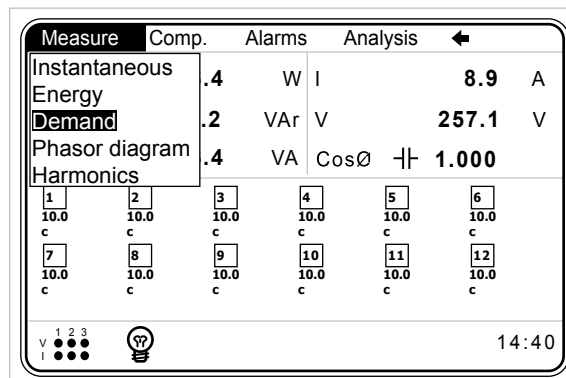 Measure Comp. Alarms Analysis
Instantaneous .4 W I 8.9 A
Energy
Demand .2 VAr V 257.1 V
Phasor diagram .4 VA CosØ 1.000
Harmonics
1 2 3 4 5 6
10.0 10.0 10.0 10.0 10.0 10.0
c c c c c c
7 8 9 10 11 12
10.0 10.0 10.0 10.0 10.0 10.0
c c c c c c
1 2 3
V
I
14:40